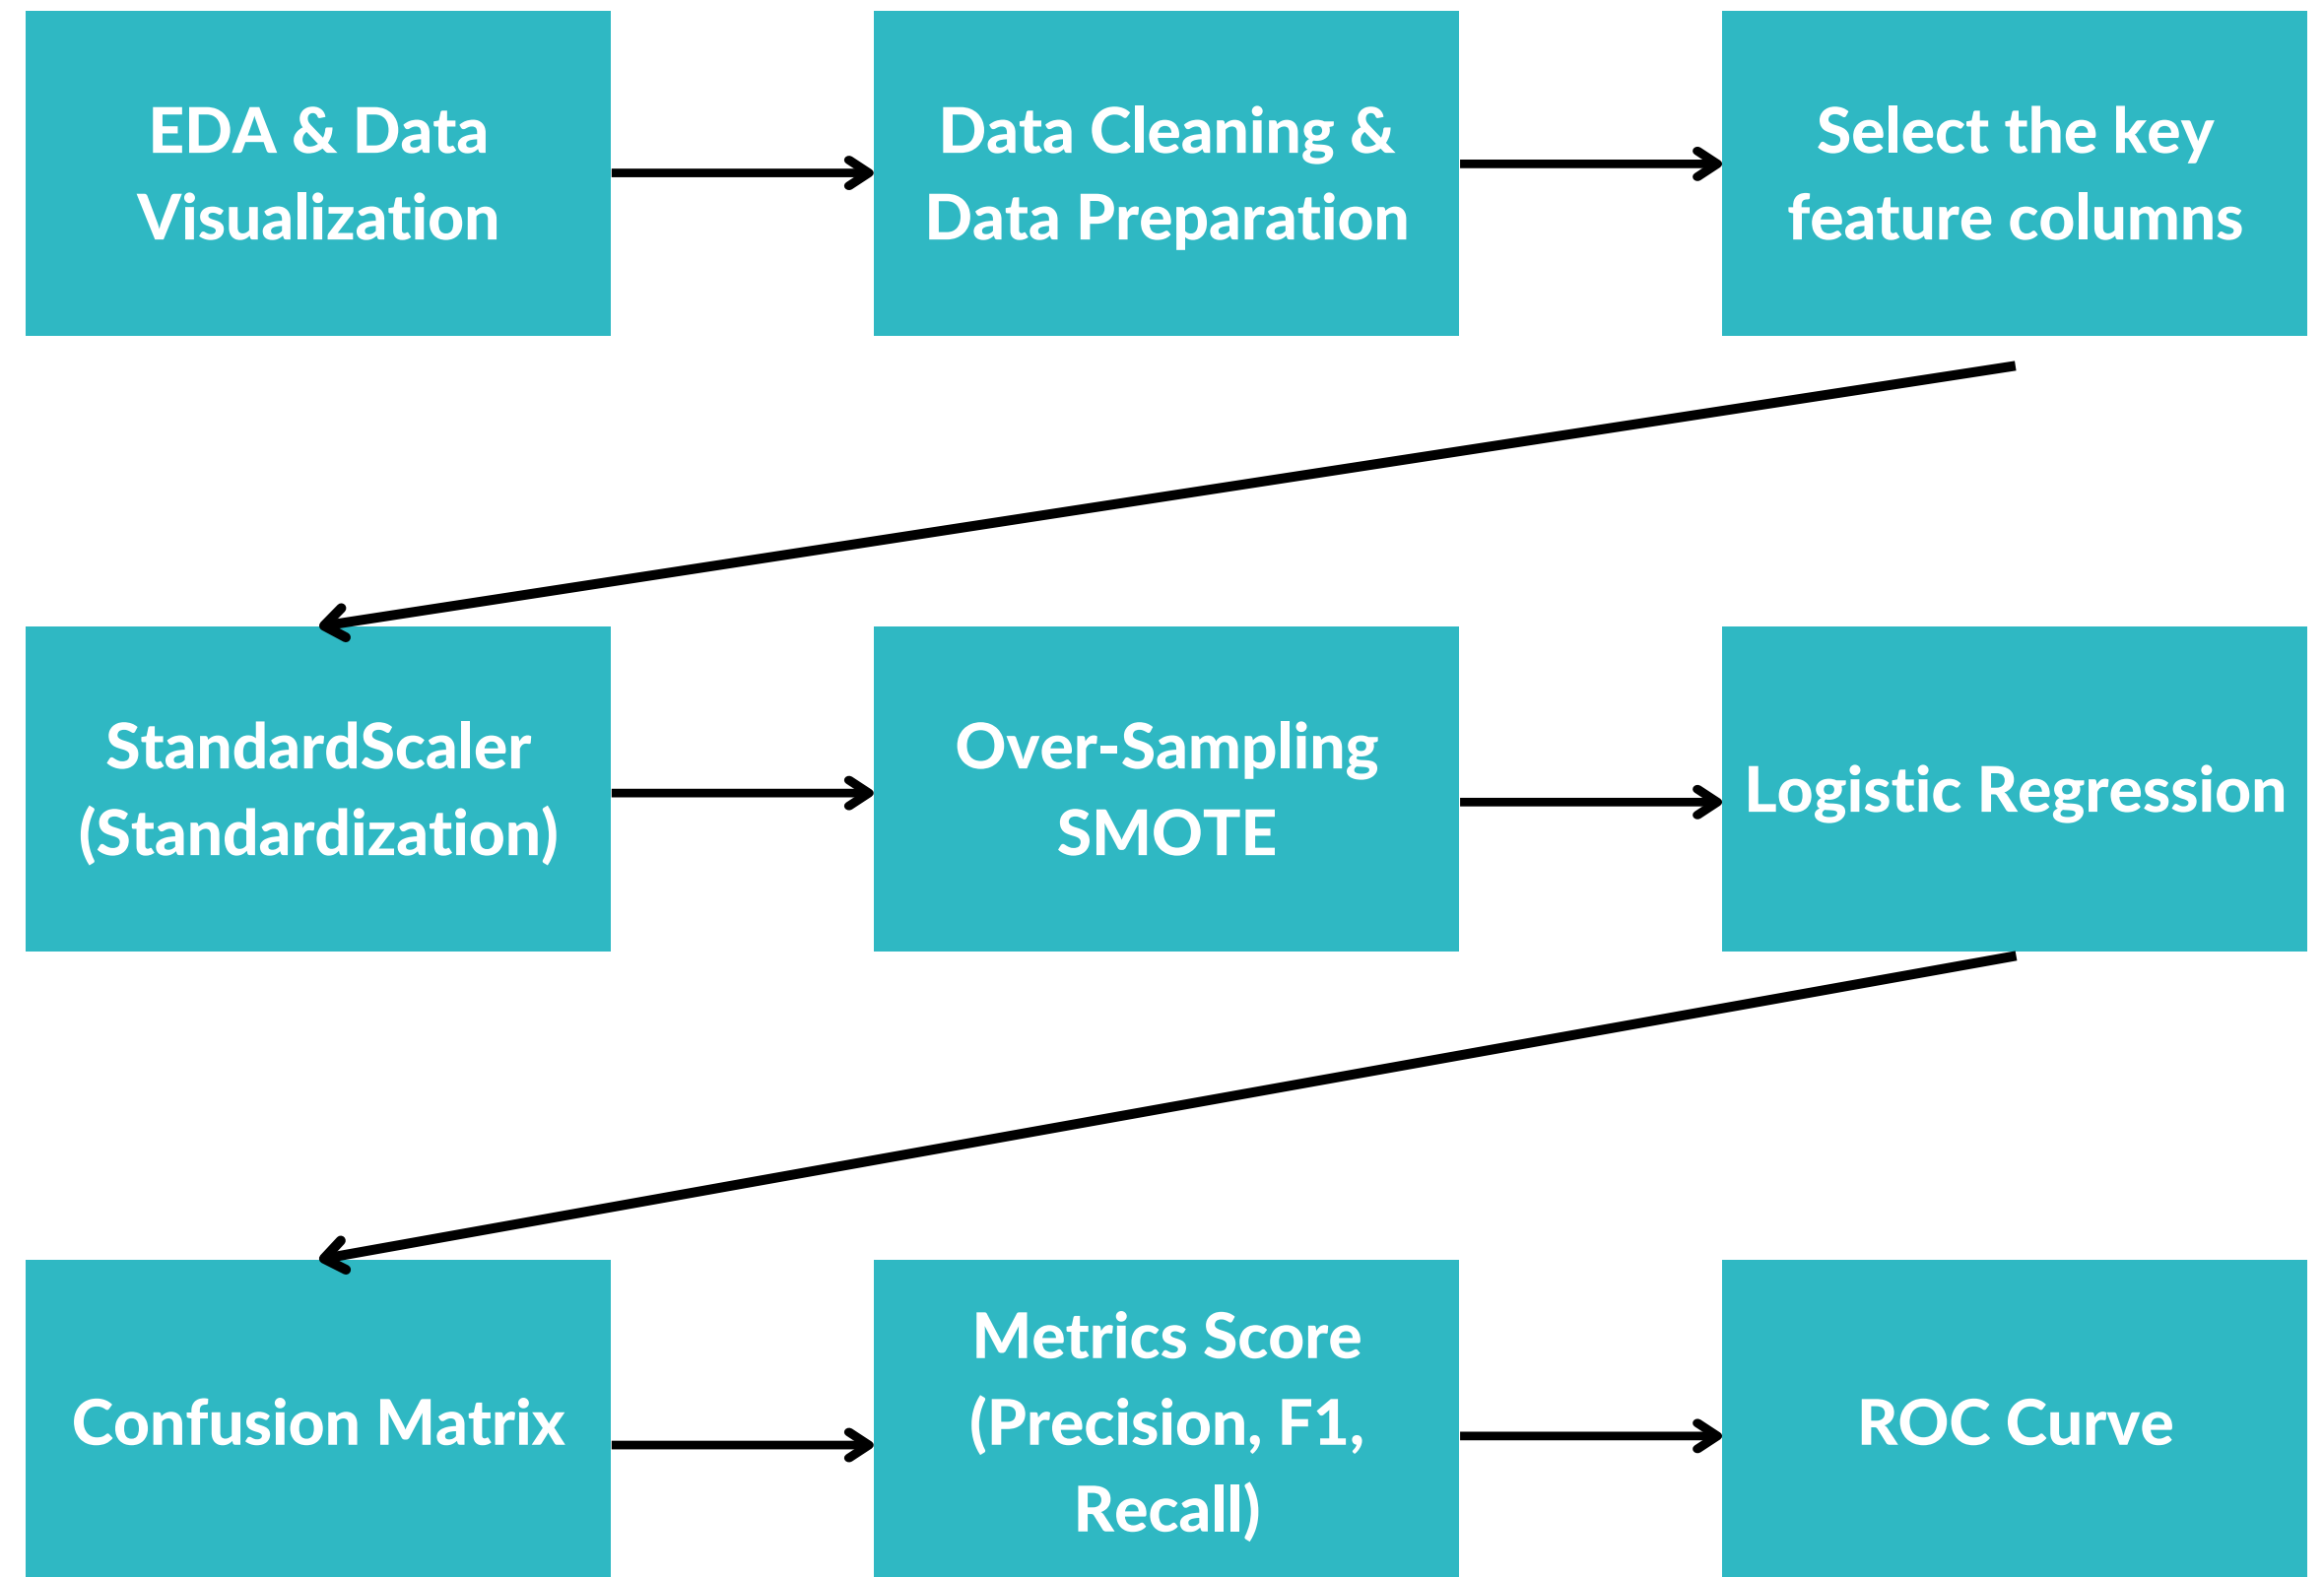 EDA & Data
Visualization
Data Cleaning &
Data Preparation
Select the key
feature columns
StandardScaler
(Standardization)
Over-Sampling
SMOTE
Logistic Regression
Confusion Matrix
Metrics Score
(Precision, F1,
Recall)
ROC Curve